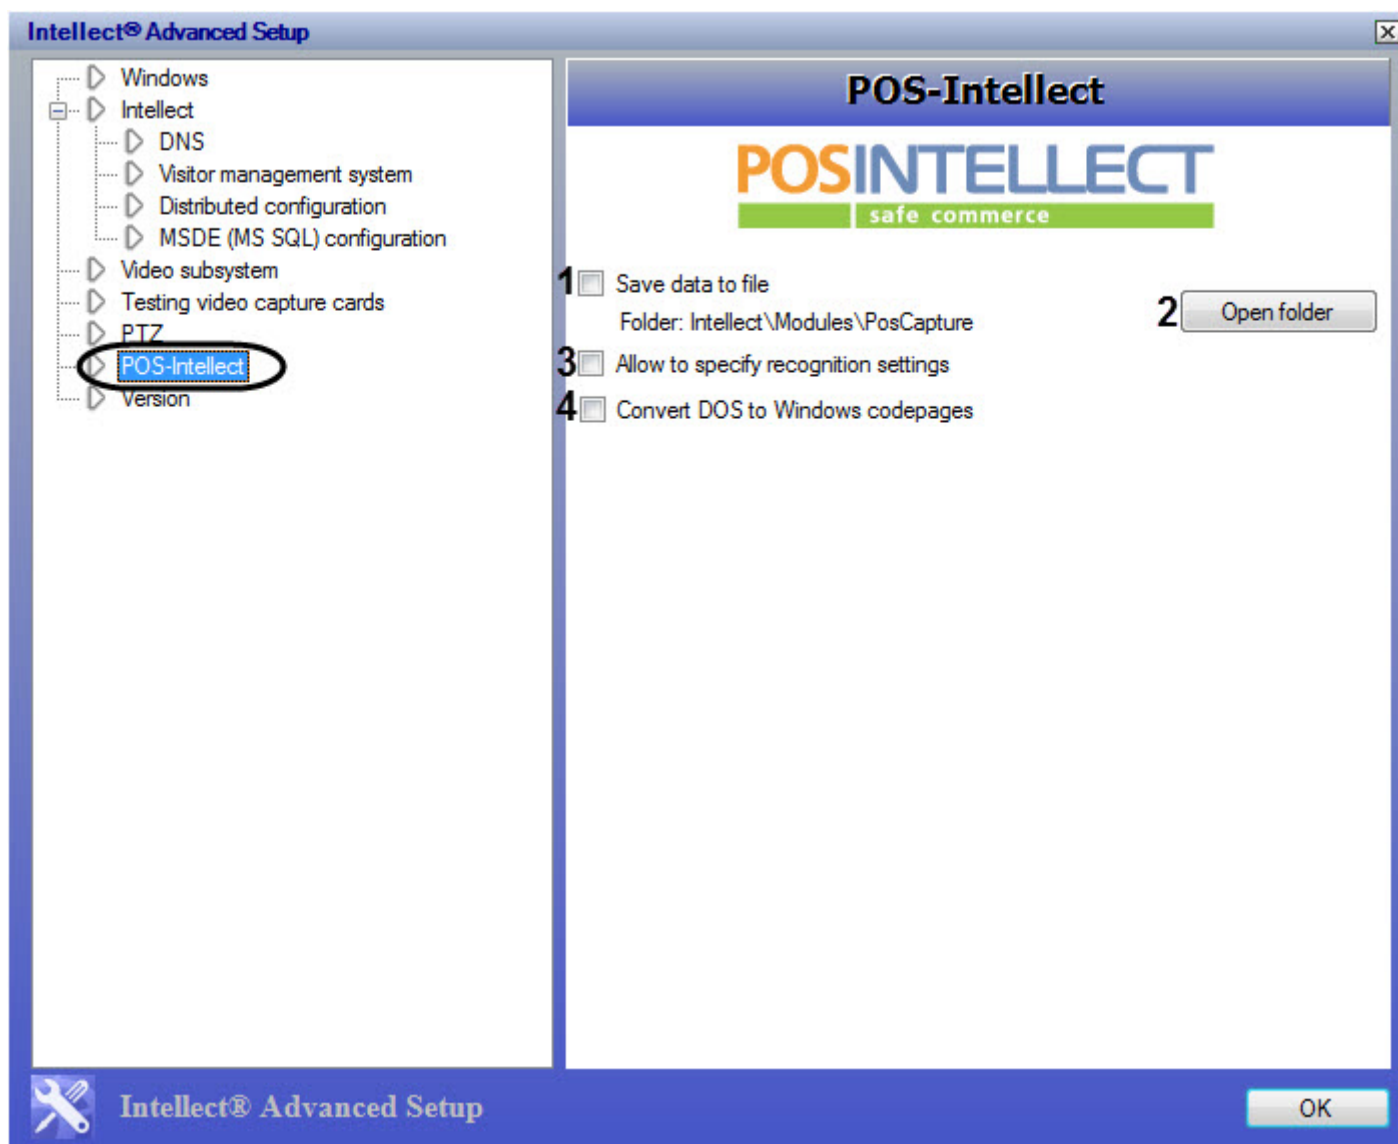 Intellect® Advanced Setup
Windows
Intellect
DNS
Visitor management system
Distributed configuration
MSDE (MS SQL) configuration
Video subsystem
Testing video capture cards
PTZ
POS-Intellect
Version
POS-Intellect
POSINTELLECT
safe commerce
1 Save data to file
Folder: Intellect\Modules\PosCapture
2 Open folder
3 Allow to specify recognition settings
4 Convert DOS to Windows codepages
Intellect® Advanced Setup
OK